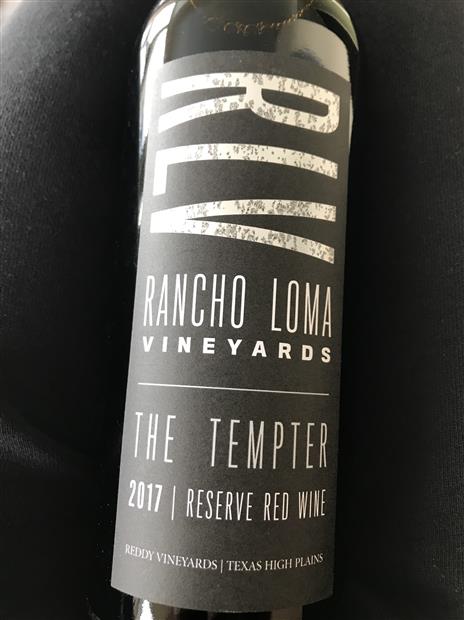 RLV
RANCHO LOMA
VINEYARDS
THE TEMPTER
2017 | RESERVE RED WINE
REDDY VINEYARDS | TEXAS HIGH PLAINS